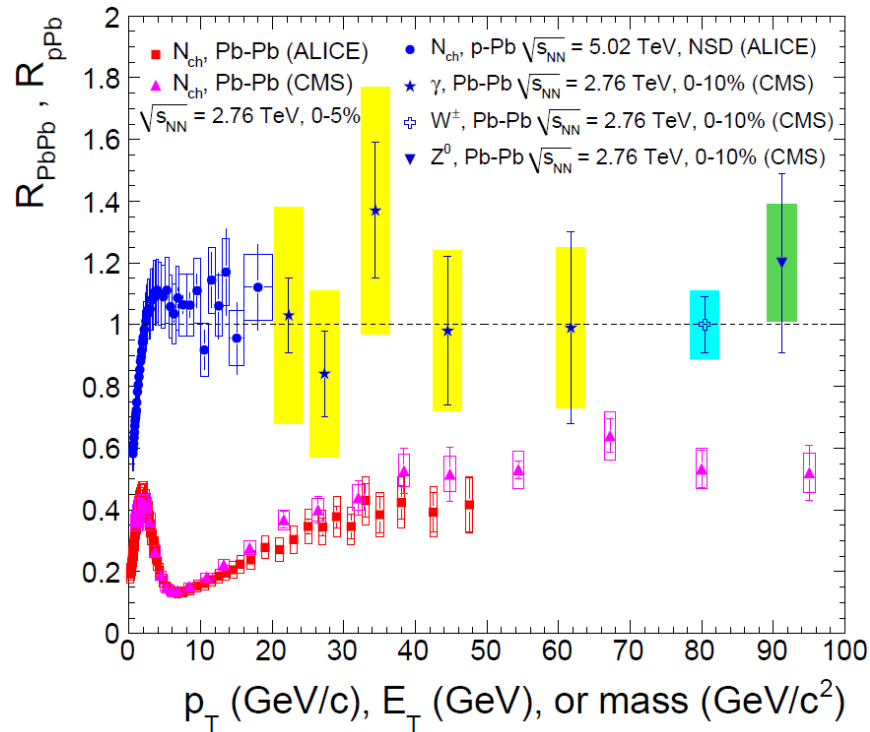 R_PbPb , R_pPb
2
1.8
1.6
1.4
1.2
1
0.8
0.6
0.4
0.2
0
N_ch, Pb-Pb (ALICE)
N_ch, Pb-Pb (CMS)
√s_NN = 2.76 TeV, 0-5%
N_ch, p-Pb √s_NN = 5.02 TeV, NSD (ALICE)
γ, Pb-Pb √s_NN = 2.76 TeV, 0-10% (CMS)
W^±, Pb-Pb √s_NN = 2.76 TeV, 0-10% (CMS)
Z^0, Pb-Pb √s_NN = 2.76 TeV, 0-10% (CMS)
0 10 20 30 40 50 60 70 80 90 100
p_T (GeV/c), E_T (GeV), or mass (GeV/c^2)